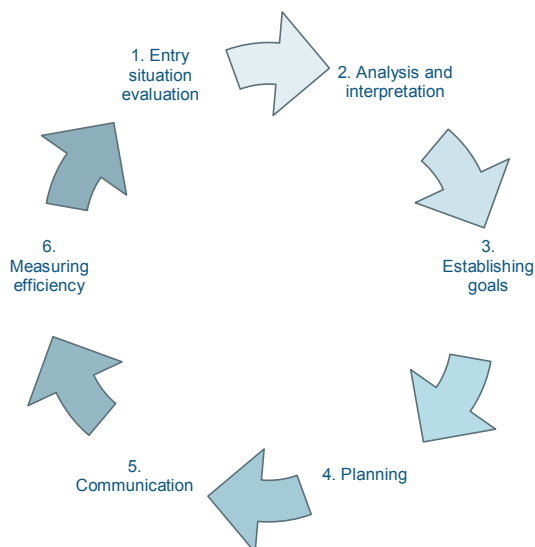 1. Entry
situation
evaluation
2. Analysis and
interpretation
3.
Establishing
goals
4. Planning
5.
Communication
6.
Measuring
efficiency